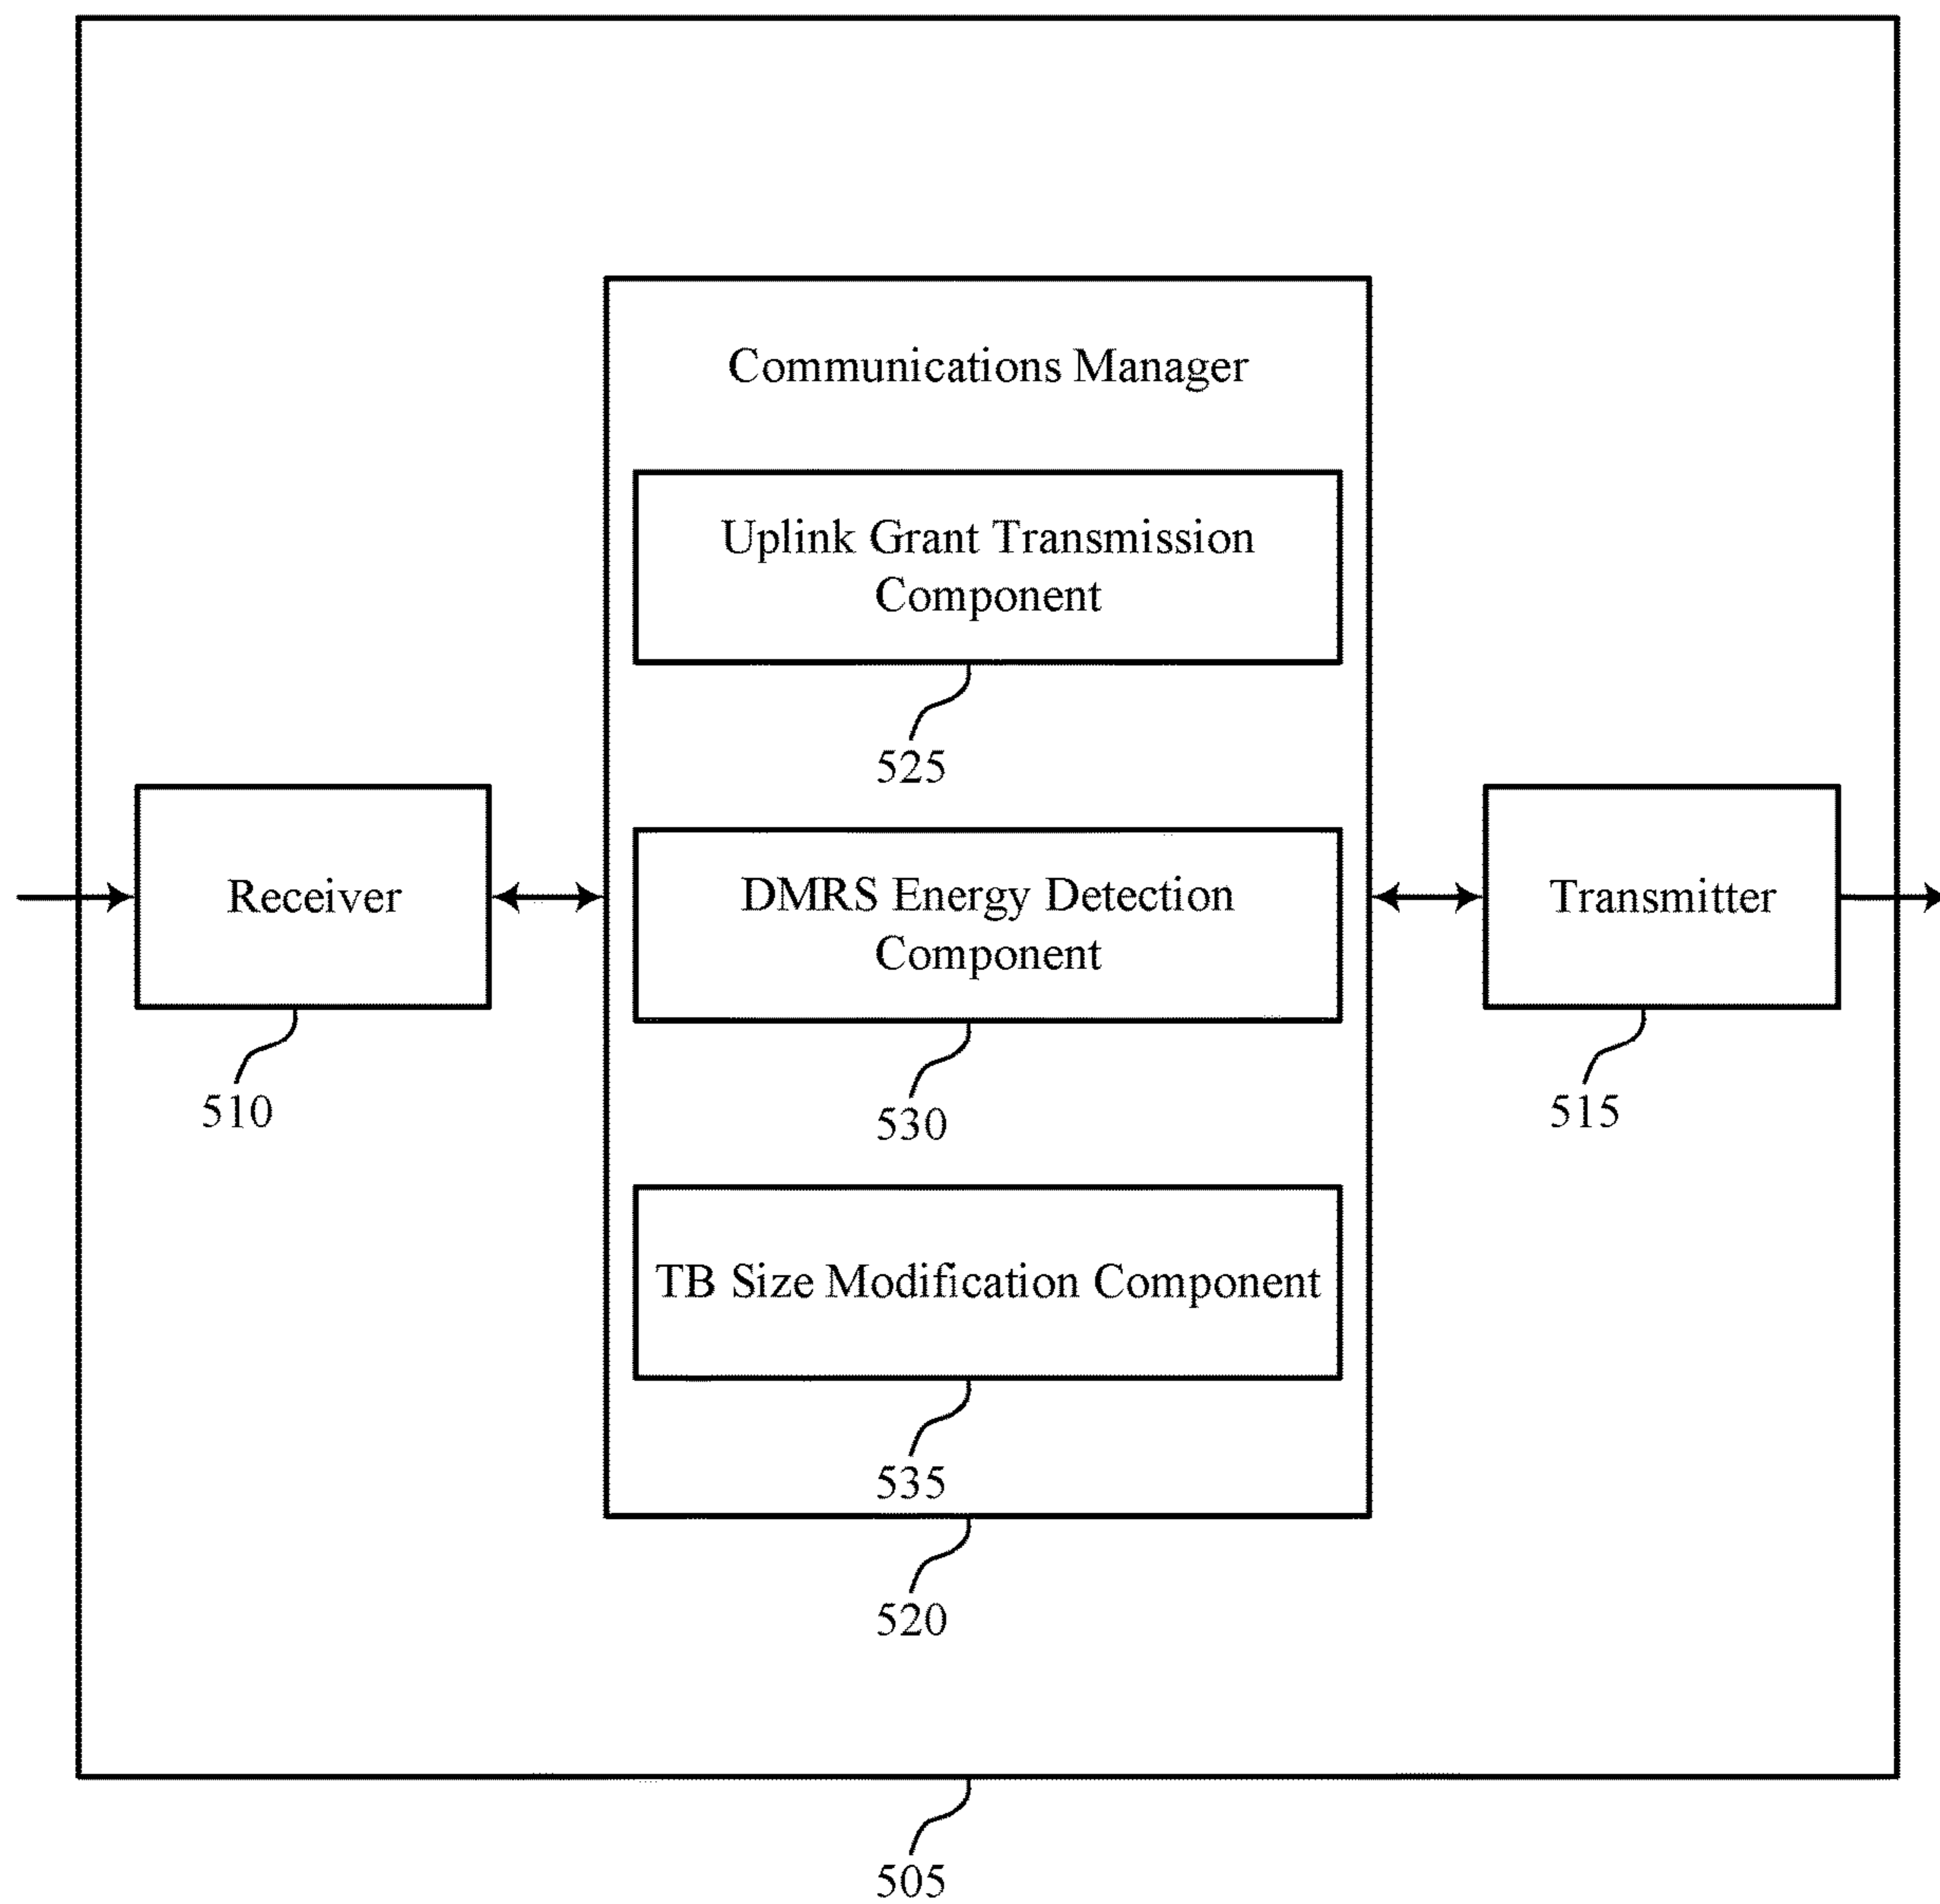 Communications Manager
Uplink Grant Transmission
Component
525
Receiver
DMRS Energy Detection
Component
Transmitter
510
530
515
TB Size Modification Component
535
520
505